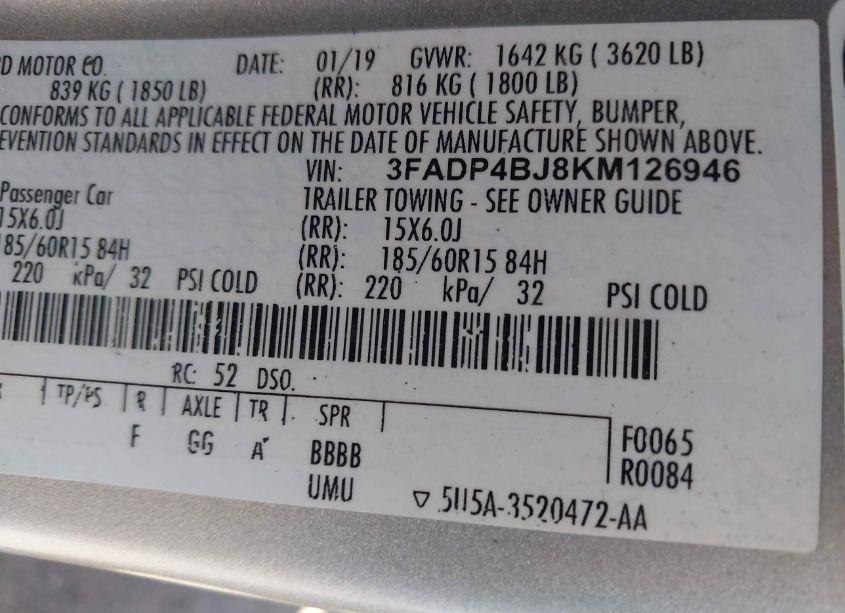 D MOTOR CO. DATE: 01/19 GVWR: 1642 KG ( 3620 LB)
839 KG ( 1850 LB) (RR): 816 KG ( 1800 LB)
CONFORMS TO ALL APPLICABLE FEDERAL MOTOR VEHICLE SAFETY, BUMPER,
EVENTION STANDARDS IN EFFECT ON THE DATE OF MANUFACTURE SHOWN ABOVE.
VIN: 3FADP4BJ8KM126946
Passenger Car TRAILER TOWING - SEE OWNER GUIDE
15X6.0J (RR): 15X6.0J
185/60R15 84H (RR): 185/60R15 84H
220 kPa/ 32 PSI COLD (RR): 220 kPa/ 32 PSI COLD
RC: 52 DSO:
TP/PS R AXLE TR SPR
F GG A BBBB F0065
UMU R0084
5U5A-3520472-AA